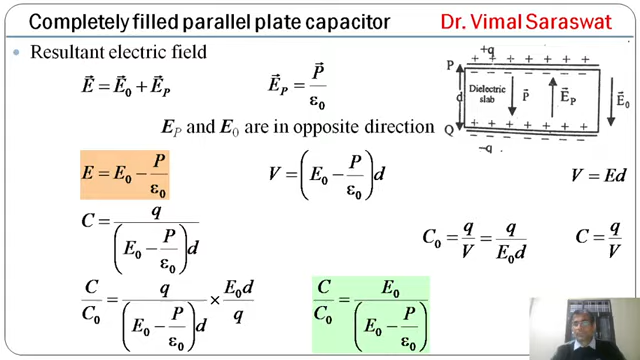 Completely filled parallel plate capacitor
Dr. Vimal Saraswat
• Resultant electric field
E⃗ = E⃗₀ + E⃗_P
E⃗_P = P⃗/ε₀
E_P and E₀ are in opposite direction
E = E₀ − P/ε₀
V = (E₀ − P/ε₀)d
V = Ed
C = q/((E₀ − P/ε₀)d)
C₀ = q/V = q/(E₀d)
C = q/V
C/C₀ = q/((E₀ − P/ε₀)d) × E₀d/q
C/C₀ = E₀/(E₀ − P/ε₀)
+q
P + + + + + + + + +
− − − − − − − −
d
Dielectric
slab
P⃗
E⃗_P
E⃗₀
+ + + + + + + +
Q − − − − − − − −
−q